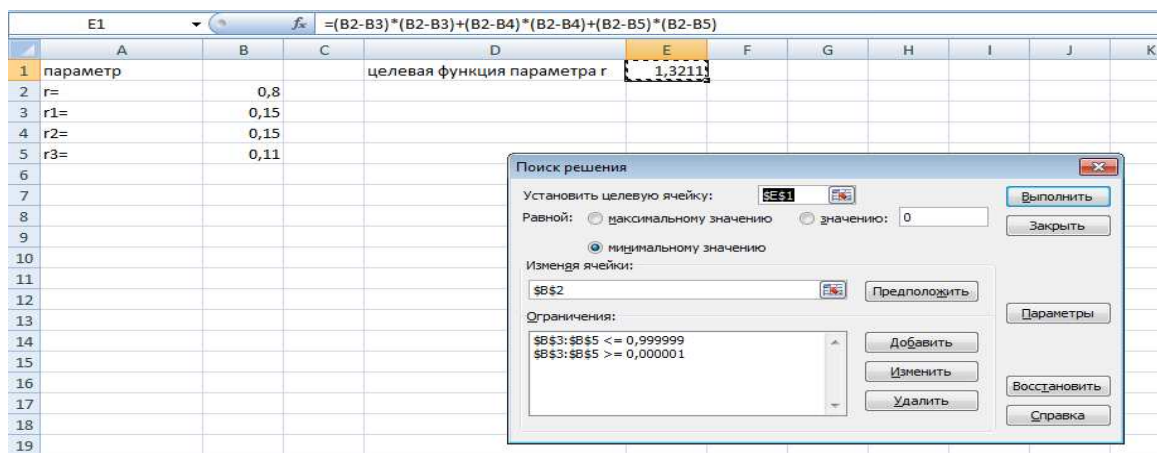 E1 fx =(B2-B3)*(B2-B3)+(B2-B4)*(B2-B4)+(B2-B5)*(B2-B5)
A B C D E F G H I J K
1 параметр целевая функция параметра r 1,3211
2 r= 0,8
3 r1= 0,15
4 r2= 0,15
5 r3= 0,11
6
7
8
9
10
11
12
13
14
15
16
17
18
19
Поиск решения
Установить целевую ячейку: $E$1 Выполнить
Равной: максимальному значению значению: 0 Закрыть
минимальному значению
Изменяя ячейки:
$B$2 Предположить
Ограничения: Параметры
$B$3:$B$5 <= 0,999999 Добавить
$B$3:$B$5 >= 0,000001
Изменить
Восстановить
Удалить
Справка